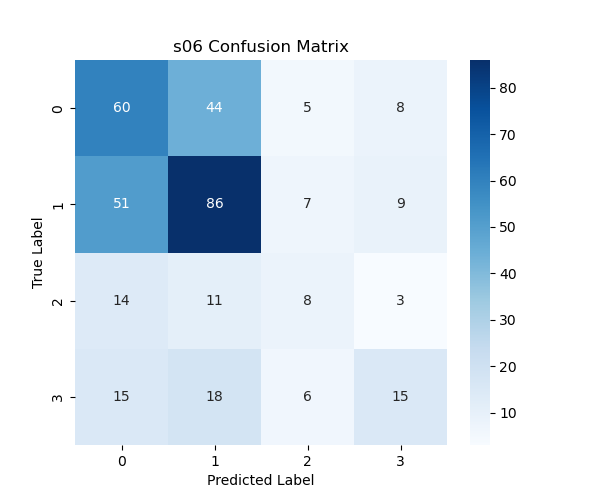 s06 Confusion Matrix
0 60 44 5 8
1 51 86 7 9
2 14 11 8 3
3 15 18 6 15
0 1 2 3
True Label
Predicted Label
80
70
60
50
40
30
20
10